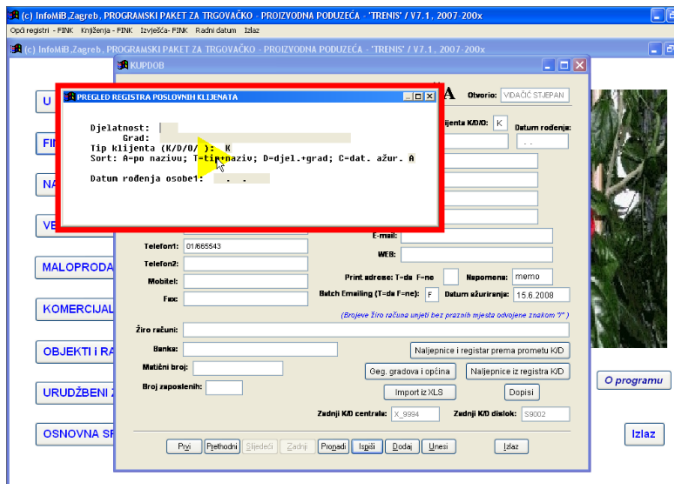 (c) InfoMiB,Zagreb, PROGRAMSKI PAKET ZA TRGOVAČKO - PROIZVODNA PODUZEĆA - "TRENIS" / V7.1, 2007-200x
Opći registri - FINK Knjiženja - FINK Izvješća- FINK Radni datum Izlaz
(c) InfoMiB,Zagreb, PROGRAMSKI PAKET ZA TRGOVAČKO - PROIZVODNA PODUZEĆA - "TRENIS" / V7.1, 2007-200x
KUPDOB
Otvorio: VIDAČIĆ STJEPAN
PREGLED REGISTRA POSLOVNIH KLIJENATA
K/D/O: K Datum rođenja:
Djelatnost:
Grad:
Tip klijenta (K/D/O/ ): K
Sort: A=po nazivu; T=tip+naziv; D=djel.+grad; C=dat. ažur. A
Datum rođenja osobe1: . .
E-mail:
Telefon1: 01/665543
WEB:
Telefon2:
MALOPRODA
Mobitel:
Print adrese: T-da F-ne Napomena: memo
Fax:
Batch Emailing (T=da F=ne): F Datum ažuriranja: 15.6.2008
KOMERCIJAL
(Brojeve žiro računa unjeti bez praznih mjesta odvojene znakom "/" )
Žiro računi:
OBJEKTI I RA
Banka:
Naljepnice i registar prema prometu K/D
Matični broj:
Geg. gradova i općina
Naljepnice iz registra K/D
O programu
Broj zaposlenih:
Import iz XLS
Dopisi
URUDŽBENI
Zadnji K/D centrala: X_9994 Zadnji K/D dislok: S9002
OSNOVNA
Izlaz
Prvi Prethodni Slijedeći Zadnji Pronađi Ispiši Dodaj Unesi Izlaz